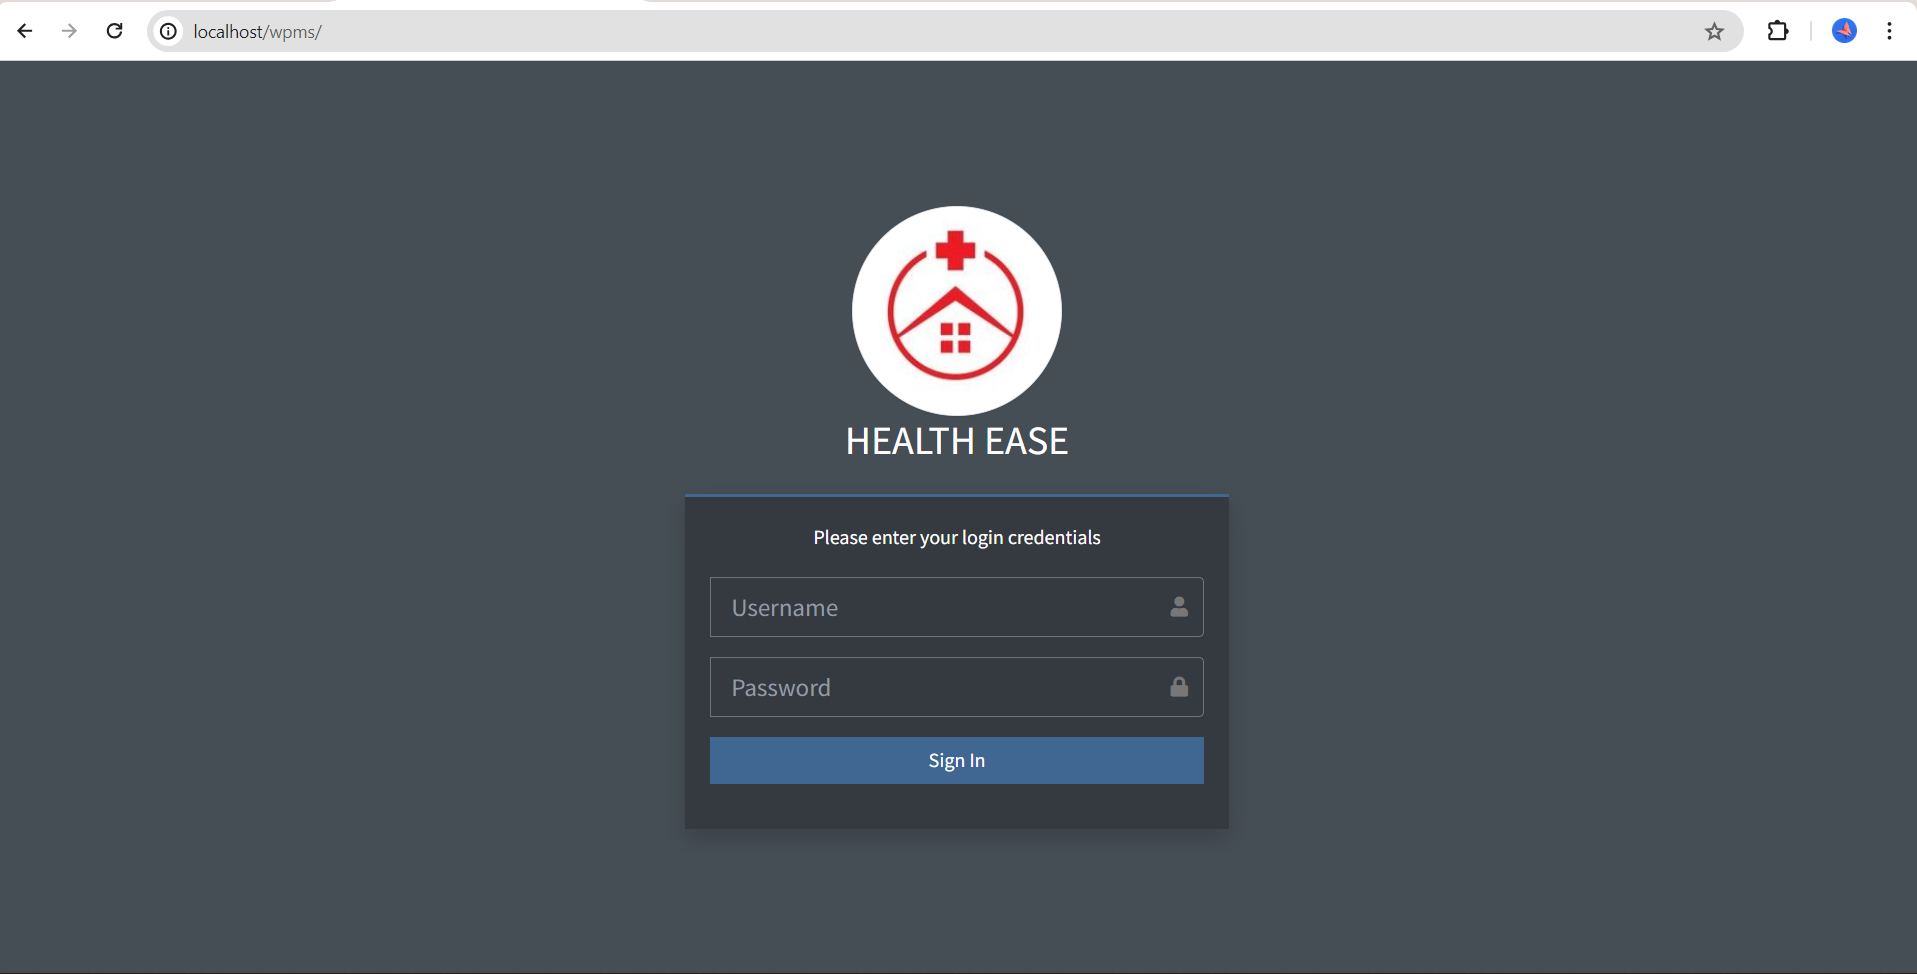 localhost/wpms/
HEALTH EASE
Please enter your login credentials
Username
Password
Sign In